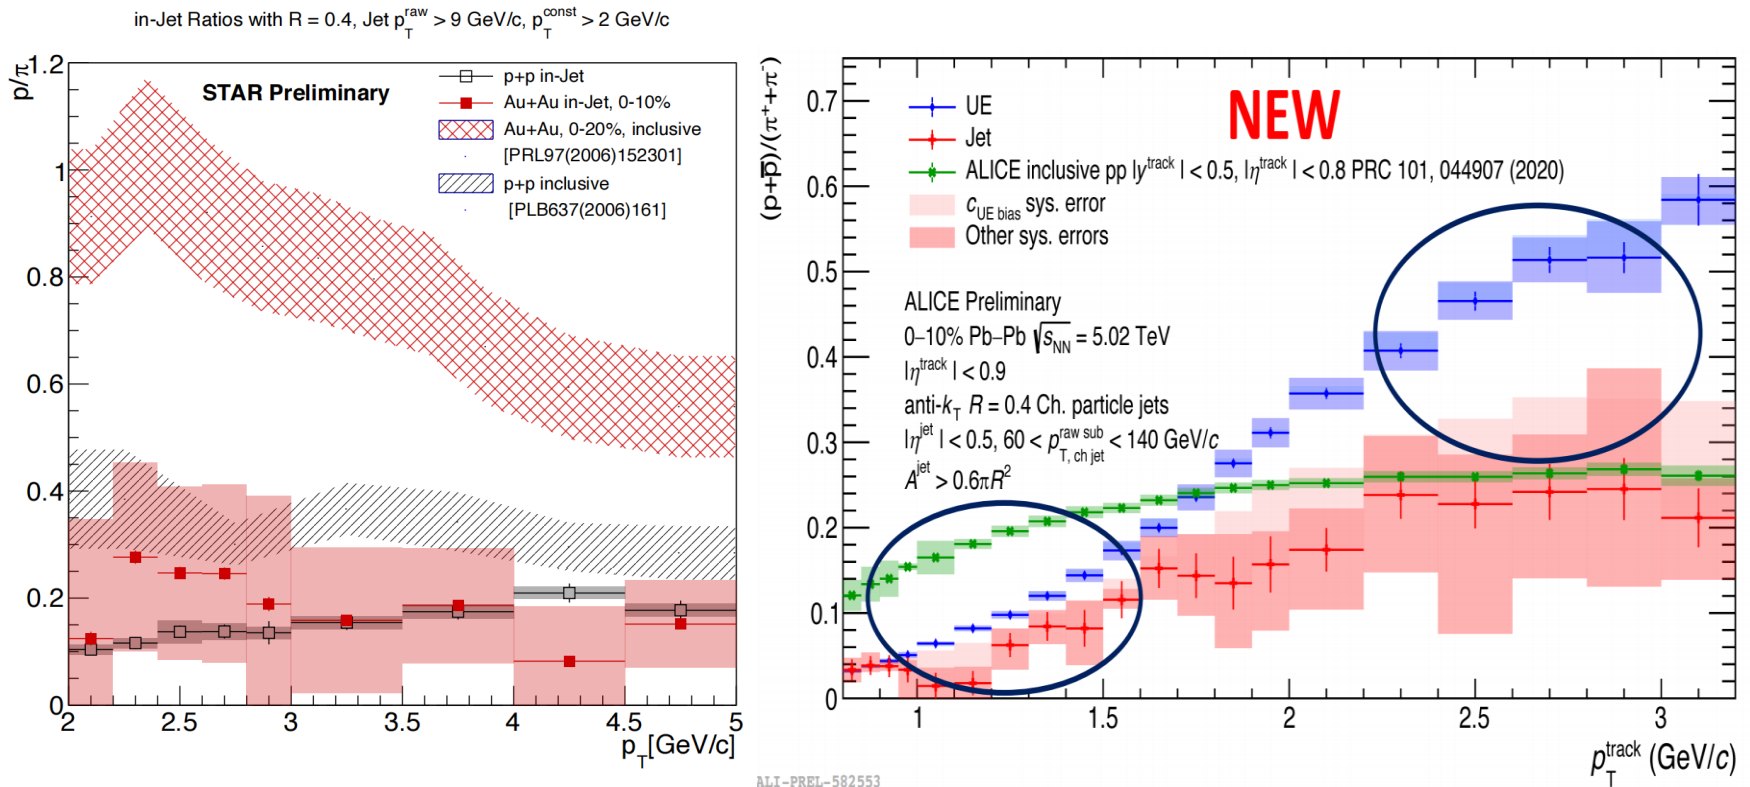 in-Jet Ratios with R = 0.4, Jet p_T^raw > 9 GeV/c, p_T^const > 2 GeV/c
p/π
STAR Preliminary
p+p in-Jet
Au+Au in-Jet, 0-10%
Au+Au, 0-20%, inclusive
[PRL97(2006)152301]
p+p inclusive
[PLB637(2006)161]
1.2
1
0.8
0.6
0.4
0.2
0
2 2.5 3 3.5 4 4.5 5
p_T[GeV/c]
(p+p̅)/(π⁺+π⁻)
NEW
UE
Jet
ALICE inclusive pp |y^track| < 0.5, |η^track| < 0.8 PRC 101, 044907 (2020)
c_UE bias sys. error
Other sys. errors
ALICE Preliminary
0–10% Pb–Pb √s_NN = 5.02 TeV
|η^track| < 0.9
anti-k_T R = 0.4 Ch. particle jets
|η^jet| < 0.5, 60 < p_T, ch jet^raw sub < 140 GeV/c
A^jet > 0.6πR²
0.7
0.6
0.5
0.4
0.3
0.2
0.1
0
1 1.5 2 2.5 3
p_T^track (GeV/c)
ALI-PREL-582553